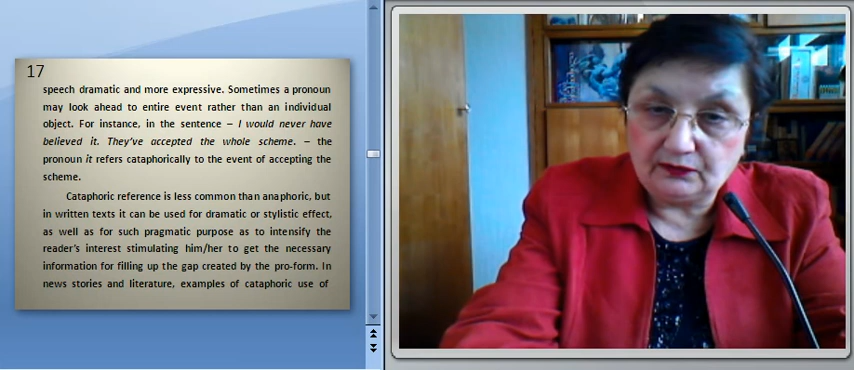 17
speech dramatic and more expressive. Sometimes a pronoun
may look ahead to entire event rather than an individual
object. For instance, in the sentence – I would never have
believed it. They've accepted the whole scheme. – the
pronoun it refers cataphorically to the event of accepting the
scheme.
Cataphoric reference is less common than anaphoric, but
in written texts it can be used for dramatic or stylistic effect,
as well as for such pragmatic purpose as to intensify the
reader's interest stimulating him/her to get the necessary
information for filling up the gap created by the pro-form. In
news stories and literature, examples of cataphoric use of